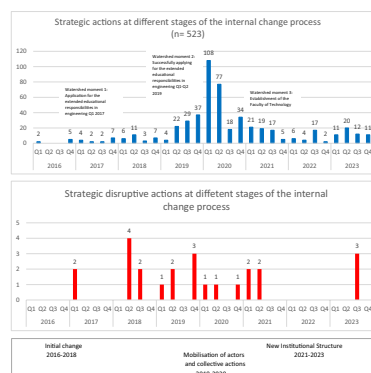 Strategic actions at different stages of the internal change process
(n= 523)
Watershed moment 1:
Application for the
extended educational
responsibilities in
engineering Q1 2017
Watershed moment 2:
Successfully applying
for the extended
educational
responsibilities in
engineering Q1-Q2
2019
Watershed moment 3:
Establishment of the
Faculty of Technology
120
100
80
60
40
20
0
2 5 4 2 2 7 6 11 3 7 4 22 29 37 108 77 18 34 21 19 17 5 6 4 17 2 11 20 12 11
Q1 Q2 Q3 Q4 Q1 Q2 Q3 Q4 Q1 Q2 Q3 Q4 Q1 Q2 Q3 Q4 Q1 Q2 Q3 Q4 Q1 Q2 Q3 Q4 Q1 Q2 Q3 Q4 Q1 Q2 Q3 Q4
2016 2017 2018 2019 2020 2021 2022 2023
Strategic disruptive actions at diffetent stages of the internal
change process
5
4
3
2
1
0
2 4 2 1 2 3 1 1 1 2 2 3
Q1 Q2 Q3 Q4 Q1 Q2 Q3 Q4 Q1 Q2 Q3 Q4 Q1 Q2 Q3 Q4 Q1 Q2 Q3 Q4 Q1 Q2 Q3 Q4 Q1 Q2 Q3 Q4 Q1 Q2 Q3 Q4
2016 2017 2018 2019 2020 2021 2022 2023
Initial change
2016-2018
Mobilisation of actors
and collective actions
2019-2020
New Institutional Structure
2021-2023